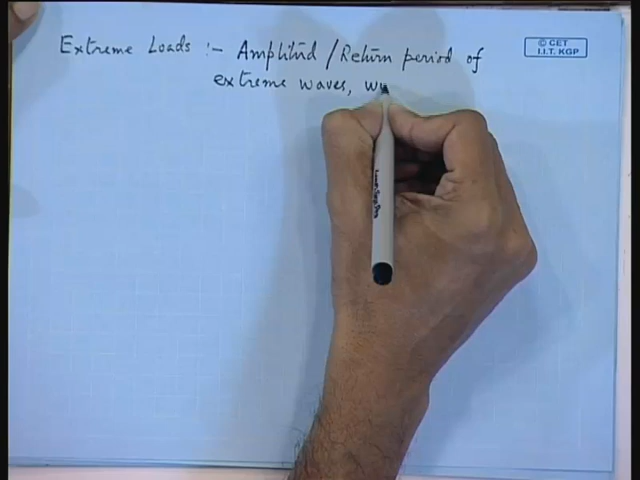 Extreme Loads :- Amplitud / Return period of
extreme waves,
© CET
I.I.T. KGP